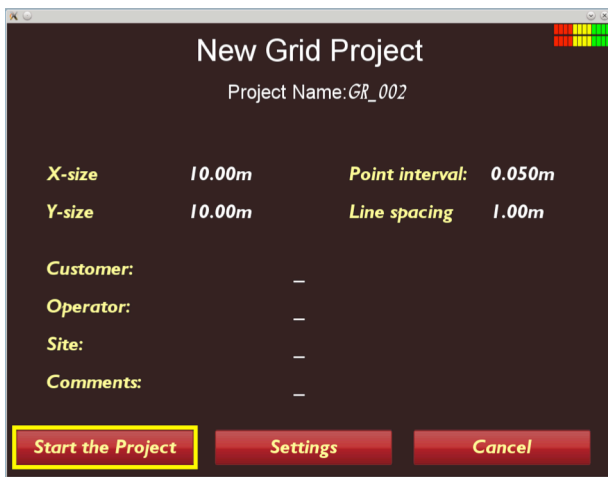 New Grid Project
Project Name:GR_002
X-size 10.00m Point interval: 0.050m
Y-size 10.00m Line spacing 1.00m
Customer: _
Operator: _
Site: _
Comments: _
Start the Project Settings Cancel